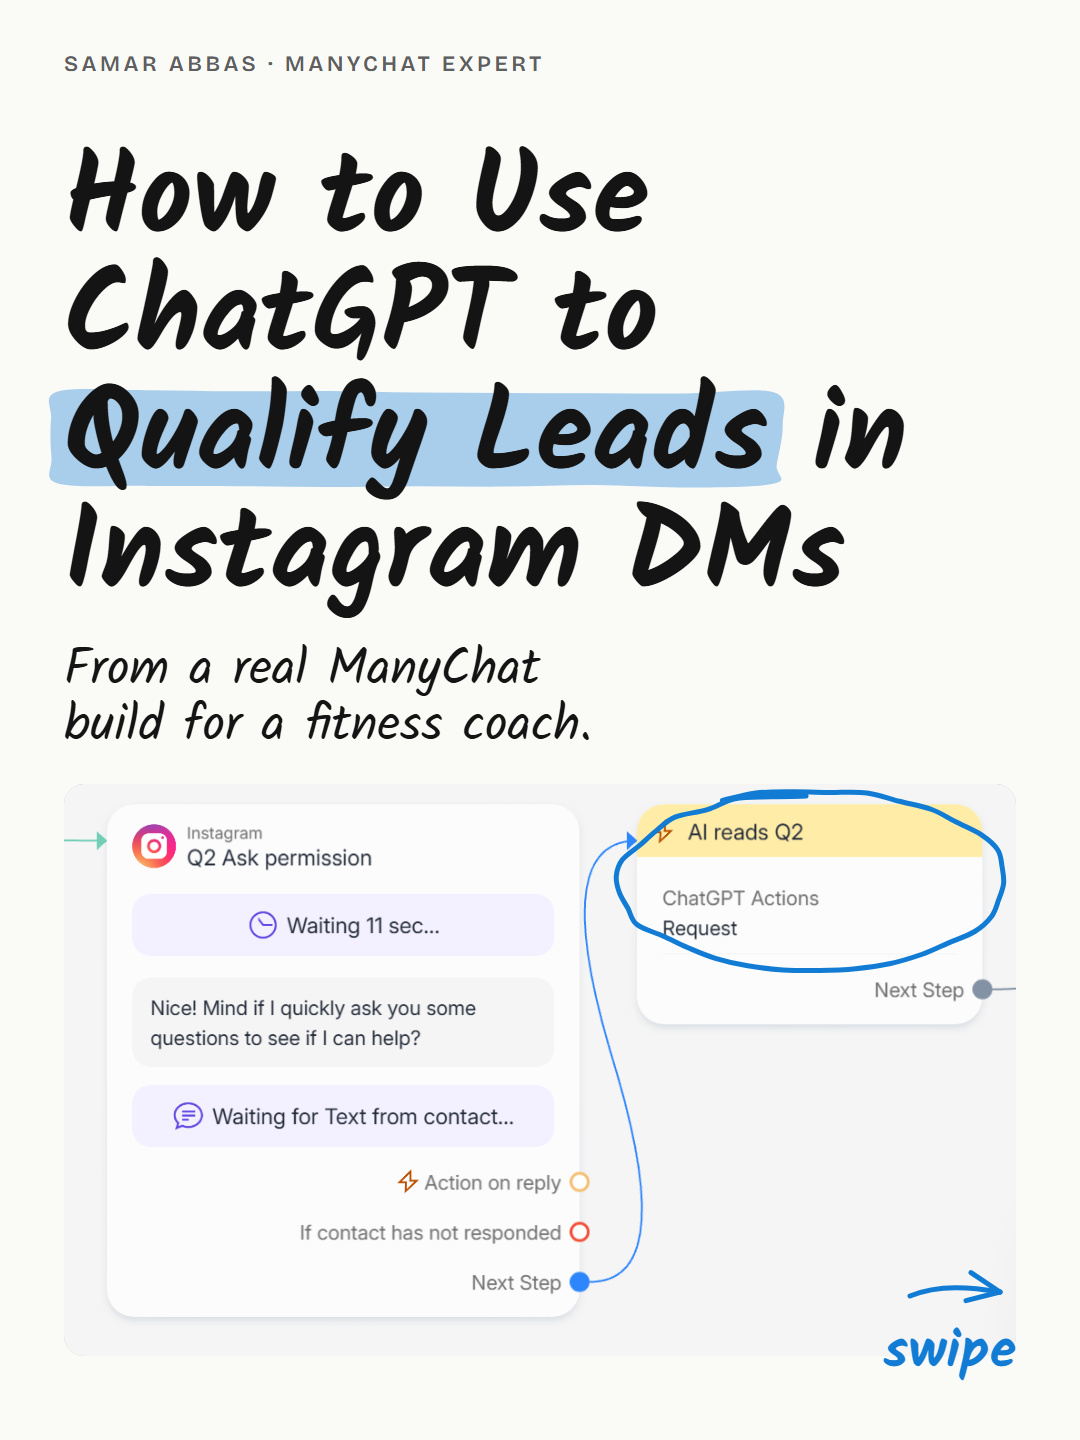 SAMAR ABBAS · MANYCHAT EXPERT
How to Use
ChatGPT to
Qualify Leads in
Instagram DMs
From a real ManyChat
build for a fitness coach.
Instagram
Q2 Ask permission
Waiting 11 sec...
Nice! Mind if I quickly ask you some
questions to see if I can help?
Waiting for Text from contact...
Action on reply
If contact has not responded
Next Step
AI reads Q2
ChatGPT Actions
Request
Next Step
swipe